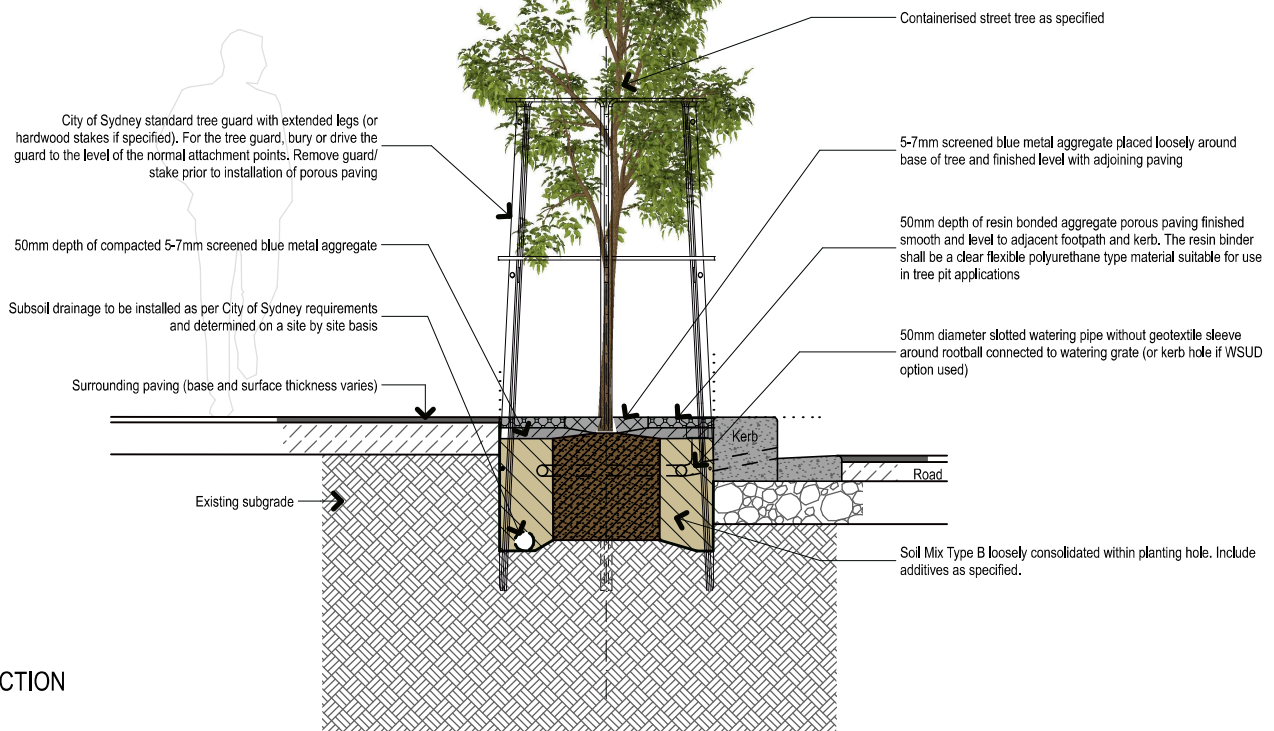 Containerised street tree as specified
City of Sydney standard tree guard with extended legs (or
hardwood stakes if specified). For the tree guard, bury or drive the
guard to the level of the normal attachment points. Remove guard/
stake prior to installation of porous paving
5-7mm screened blue metal aggregate placed loosely around
base of tree and finished level with adjoining paving
50mm depth of compacted 5-7mm screened blue metal aggregate
50mm depth of resin bonded aggregate porous paving finished
smooth and level to adjacent footpath and kerb. The resin binder
shall be a clear flexible polyurethane type material suitable for use
in tree pit applications
Subsoil drainage to be installed as per City of Sydney requirements
and determined on a site by site basis
50mm diameter slotted watering pipe without geotextile sleeve
around rootball connected to watering grate (or kerb hole if WSUD
option used)
Surrounding paving (base and surface thickness varies)
Kerb
Road
Existing subgrade
Soil Mix Type B loosely consolidated within planting hole. Include
additives as specified.
CTION